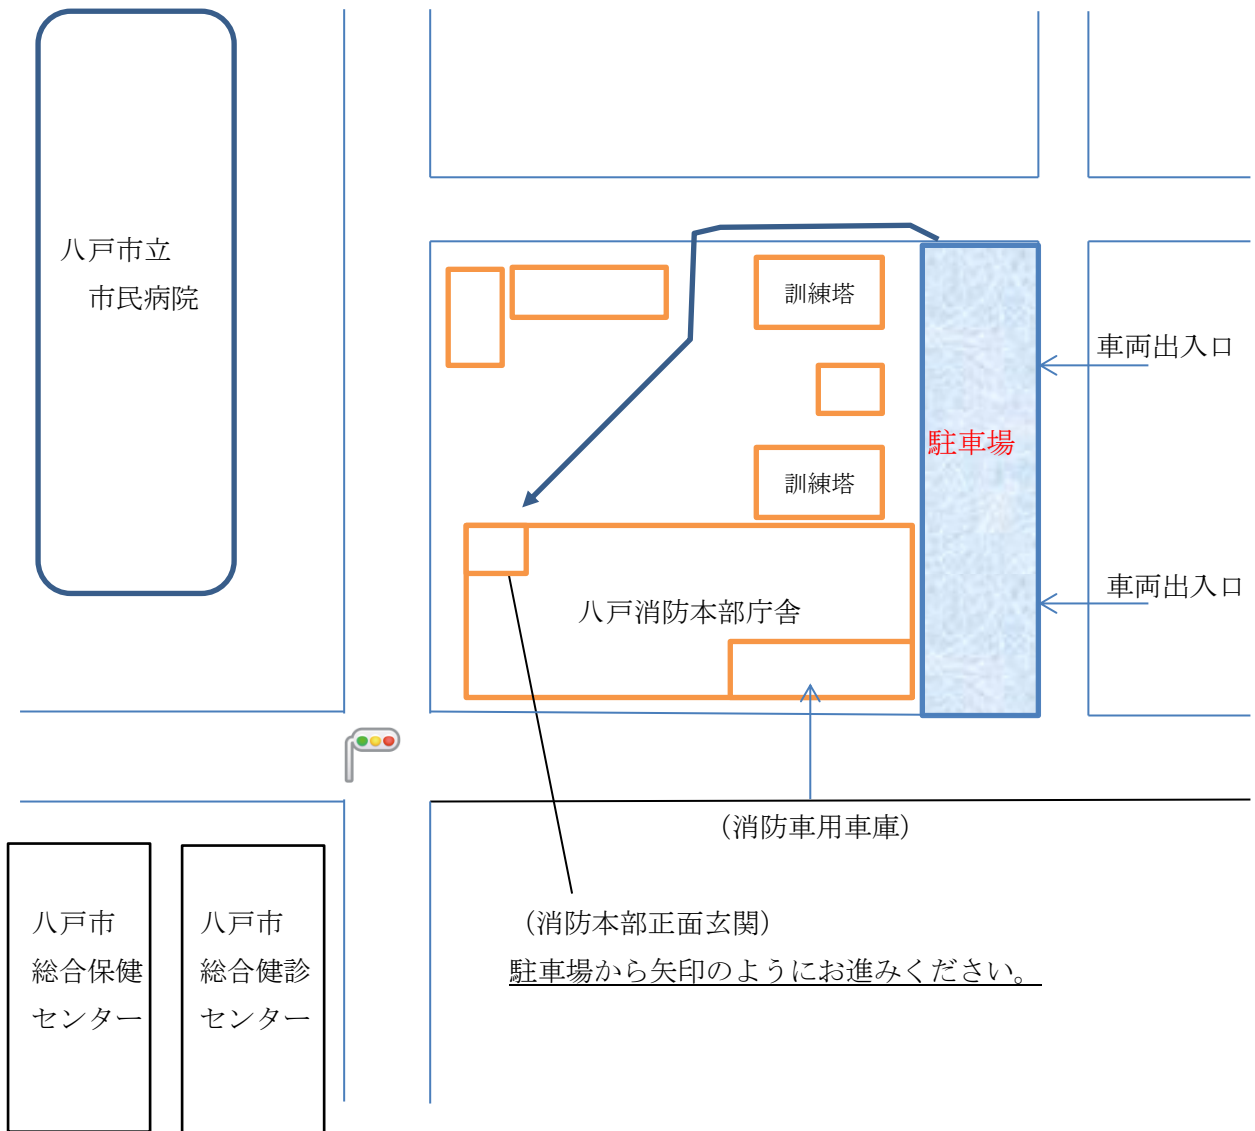 八戸市立
市民病院
訓練塔
車両出入口
駐車場
訓練塔
車両出入口
八戸消防本部庁舎
（消防車用車庫）
（消防本部正面玄関）
駐車場から矢印のようにお進みください。
八戸市
総合保健
センター
八戸市
総合健診
センター